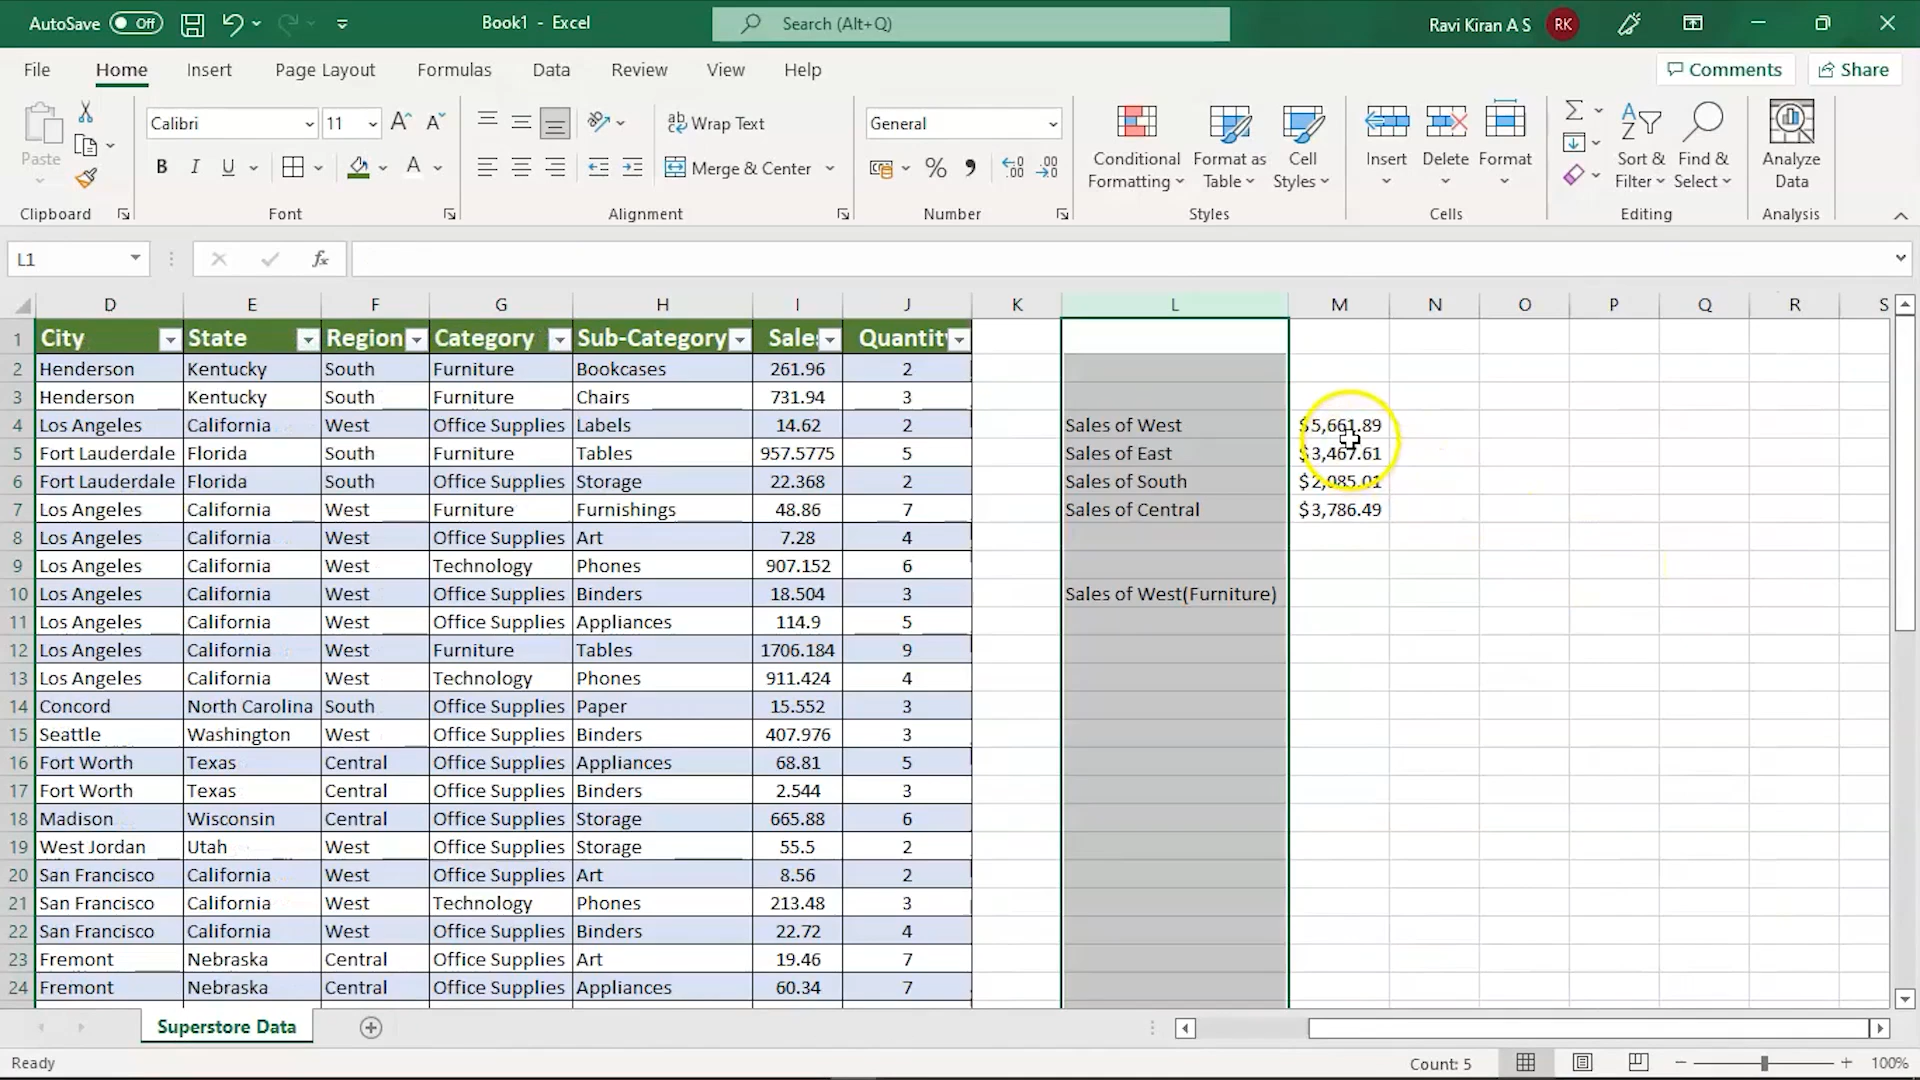 AutoSave Off Book1 - Excel Search (Alt+Q) Ravi Kiran A S RK
File Home Insert Page Layout Formulas Data Review View Help Comments Share
Paste Calibri 11 Wrap Text General Conditional Formatting Format as Table Cell Styles Insert Delete Format Sort & Filter Find & Select Analyze Data
B I U A Merge & Center % 9
Clipboard Font Alignment Number Styles Cells Editing Analysis
L1 fx
D E F G H I J K L M N O P Q R S
1 City State Region Category Sub-Category Sales Quantit
2 Henderson Kentucky South Furniture Bookcases 261.96 2
3 Henderson Kentucky South Furniture Chairs 731.94 3
4 Los Angeles California West Office Supplies Labels 14.62 2 Sales of West $5,661.89
5 Fort Lauderdale Florida South Furniture Tables 957.5775 5 Sales of East $3,467.61
6 Fort Lauderdale Florida South Office Supplies Storage 22.368 2 Sales of South $2,085.01
7 Los Angeles California West Furniture Furnishings 48.86 7 Sales of Central $3,786.49
8 Los Angeles California West Office Supplies Art 7.28 4
9 Los Angeles California West Technology Phones 907.152 6
10 Los Angeles California West Office Supplies Binders 18.504 3 Sales of West(Furniture)
11 Los Angeles California West Office Supplies Appliances 114.9 5
12 Los Angeles California West Furniture Tables 1706.184 9
13 Los Angeles California West Technology Phones 911.424 4
14 Concord North Carolina South Office Supplies Paper 15.552 3
15 Seattle Washington West Office Supplies Binders 407.976 3
16 Fort Worth Texas Central Office Supplies Appliances 68.81 5
17 Fort Worth Texas Central Office Supplies Binders 2.544 3
18 Madison Wisconsin Central Office Supplies Storage 665.88 6
19 West Jordan Utah West Office Supplies Storage 55.5 2
20 San Francisco California West Office Supplies Art 8.56 2
21 San Francisco California West Technology Phones 213.48 3
22 San Francisco California West Office Supplies Binders 22.72 4
23 Fremont Nebraska Central Office Supplies Art 19.46 7
24 Fremont Nebraska Central Office Supplies Appliances 60.34 7
Superstore Data
Ready Count: 5 100%